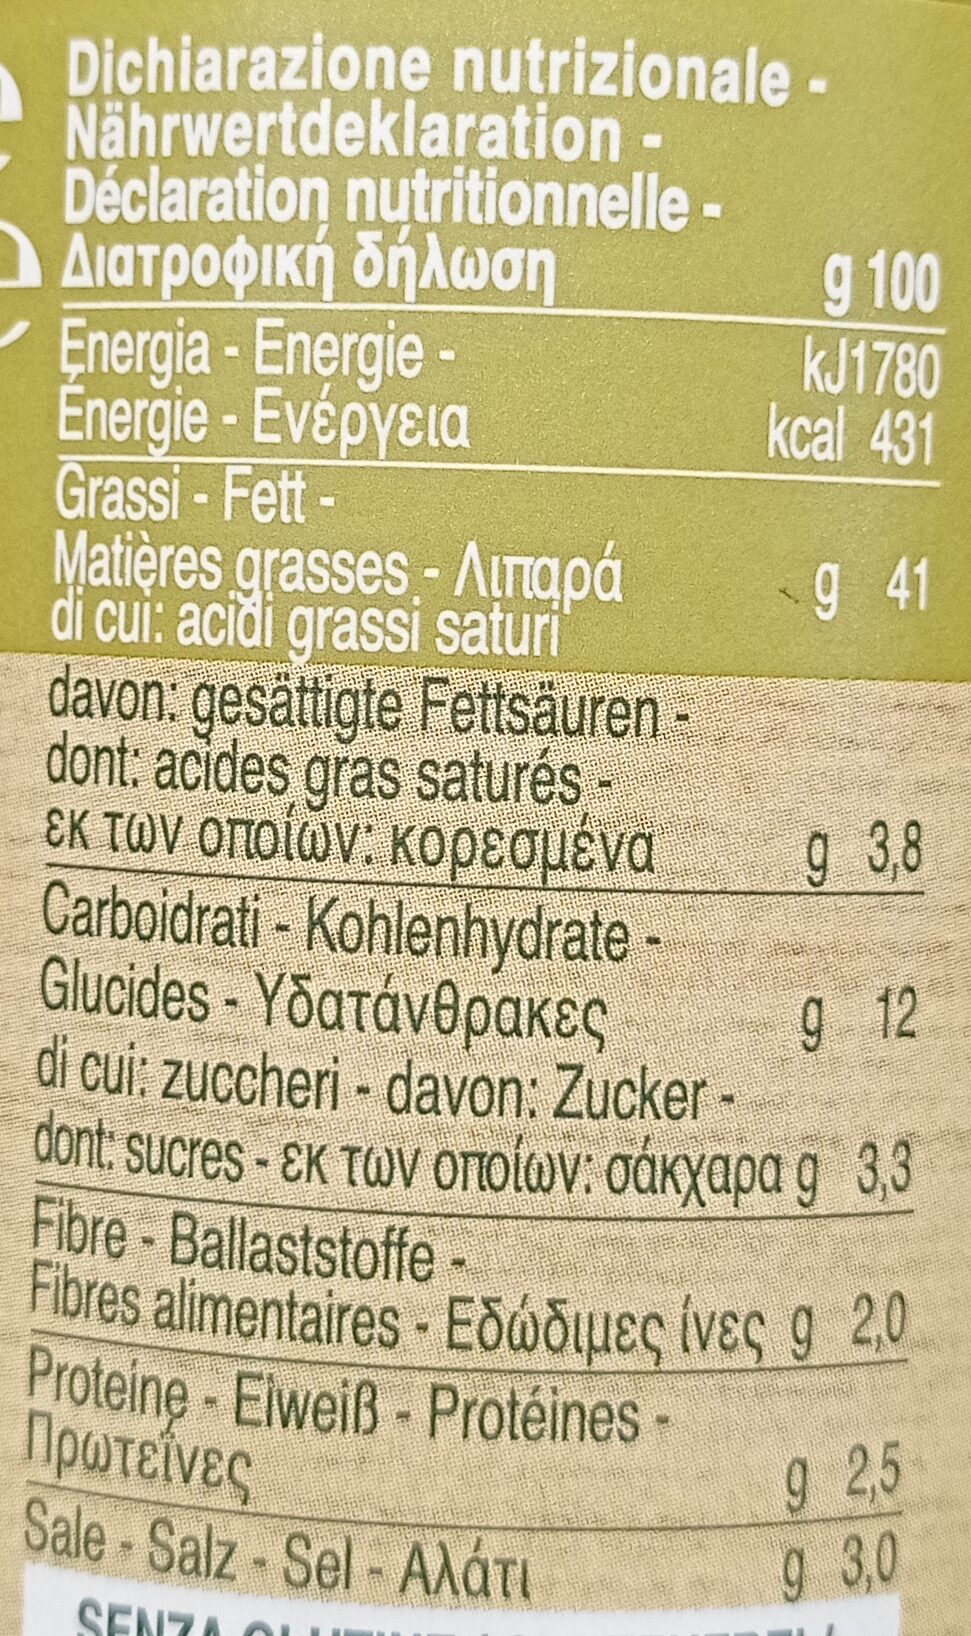 Dichiarazione nutrizionale -
Nährwertdeklaration -
Déclaration nutritionnelle -
Διατροφική δήλωση g 100
Energia - Energie - kJ1780
Énergie - Ενέργεια kcal 431
Grassi - Fett -
Matières grasses - Λιπαρά g 41
di cui: acidi grassi saturi
davon: gesättigte Fettsäuren -
dont: acides gras saturés -
εκ των οποίων: κορεσμένα g 3,8
Carboidrati - Kohlenhydrate -
Glucides - Υδατάνθρακες g 12
di cui: zuccheri - davon: Zucker -
dont: sucres - εκ των οποίων: σάκχαρα g 3,3
Fibre - Ballaststoffe -
Fibres alimentaires - Εδώδιμες ίνες g 2,0
Proteine - Eiweiß - Protéines -
Πρωτεΐνες g 2,5
Sale - Salz - Sel - Αλάτι g 3,0
SENZA